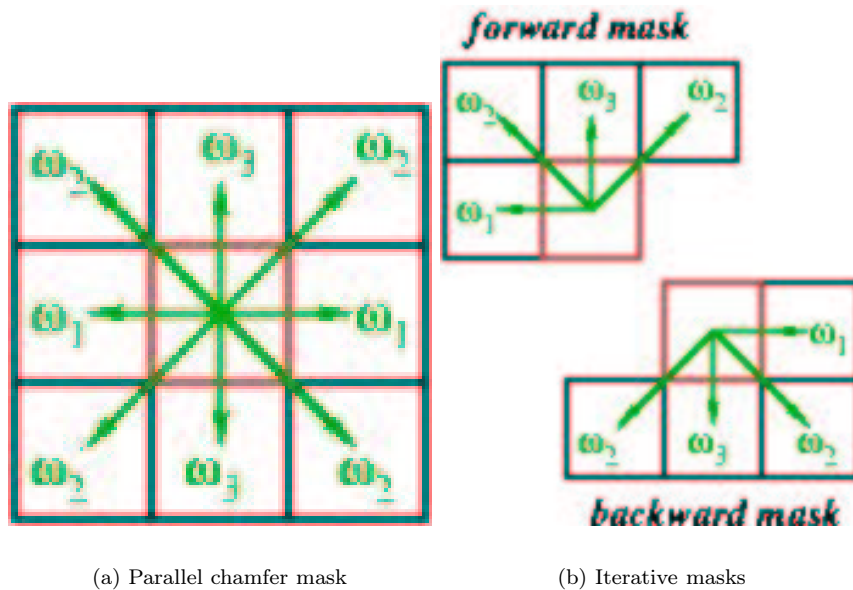 forward mask
ω₂ ω₃ ω₂
ω₁
ω₂ ω₃ ω₂
ω₁ ω₁
ω₂ ω₃ ω₂
ω₁
ω₂ ω₃ ω₂
backward mask
(a) Parallel chamfer mask
(b) Iterative masks